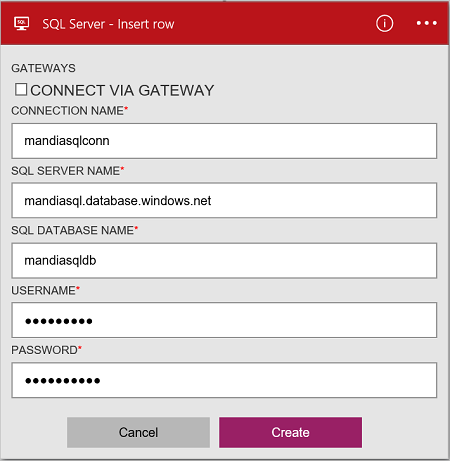 SQL
SQL Server - Insert row
GATEWAYS
CONNECT VIA GATEWAY
CONNECTION NAME*
mandiasqlconn
SQL SERVER NAME*
mandiasql.database.windows.net
SQL DATABASE NAME*
mandiasqldb
USERNAME*
●●●●●●●●●
PASSWORD*
●●●●●●●●●●
Cancel Create